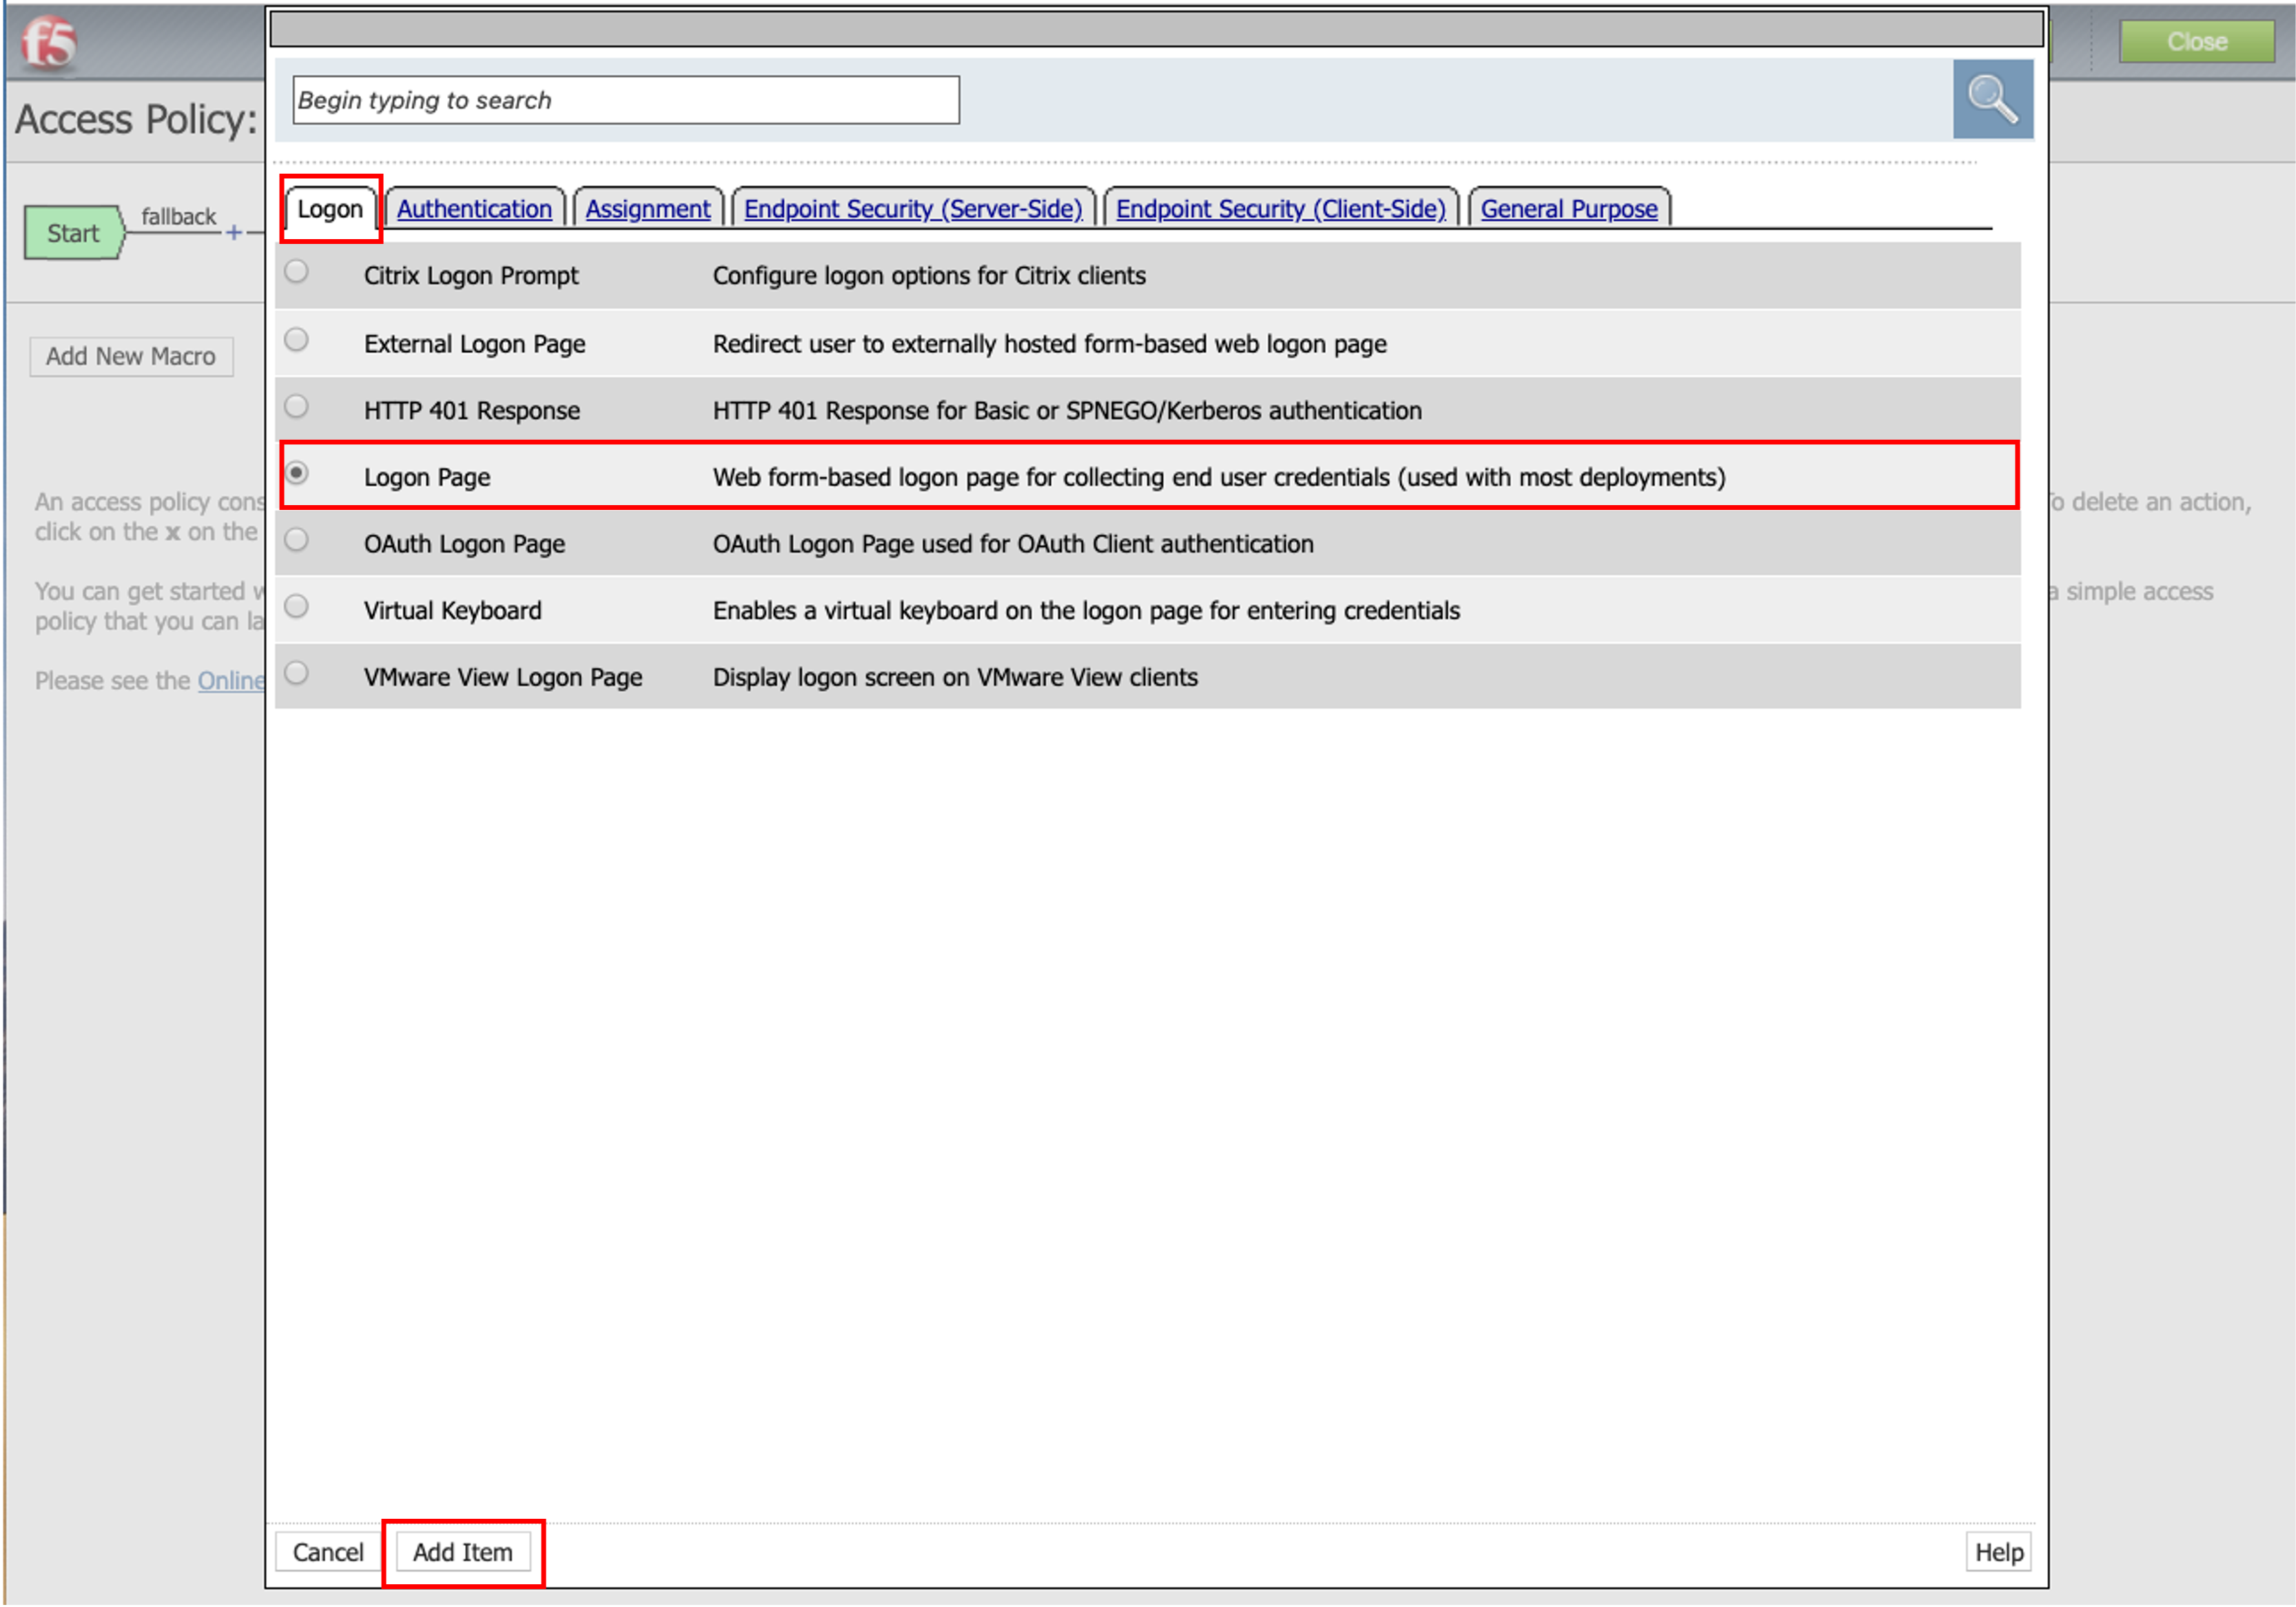 f5
Close
Begin typing to search
Access Policy:
Logon Authentication Assignment Endpoint Security (Server-Side) Endpoint Security (Client-Side) General Purpose
Start fallback +
Citrix Logon Prompt Configure logon options for Citrix clients
External Logon Page Redirect user to externally hosted form-based web logon page
Add New Macro
HTTP 401 Response HTTP 401 Response for Basic or SPNEGO/Kerberos authentication
Logon Page Web form-based logon page for collecting end user credentials (used with most deployments)
An access policy cons
To delete an action,
click on the x on the
OAuth Logon Page OAuth Logon Page used for OAuth Client authentication
You can get started w
a simple access
Virtual Keyboard Enables a virtual keyboard on the logon page for entering credentials
policy that you can la
Please see the Online
VMware View Logon Page Display logon screen on VMware View clients
Cancel Add Item Help